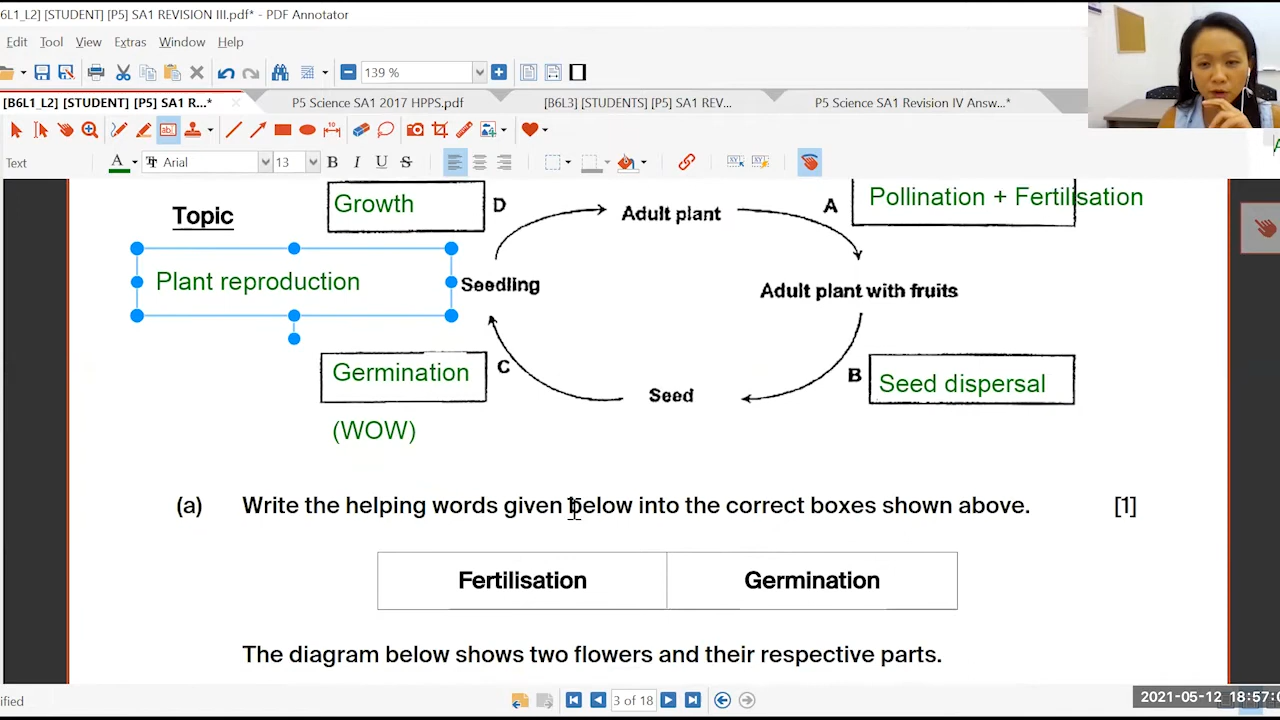 6L1_L2] [STUDENT] [P5] SA1 REVISION III.pdf* - PDF Annotator
Edit Tool Bar View Extras Window Help
139 %
[B6L1_L2] [STUDENT] [P5] SA1 R...* P5 Science SA1 2017 HPPS.pdf [B6L3] [STUDENTS] [P5] SA1 REV... P5 Science SA1 Revision IV Answ...*
Text A Arial 13 B I U S
Growth D Adult plant A Pollination + Fertilisation
Topic
Plant reproduction Seedling Adult plant with fruits
Germination C Seed B Seed dispersal
(WOW)
(a) Write the helping words given below into the correct boxes shown above. [1]
Fertilisation Germination
The diagram below shows two flowers and their respective parts.
ified 3 of 18 2021-05-12 18:57:0